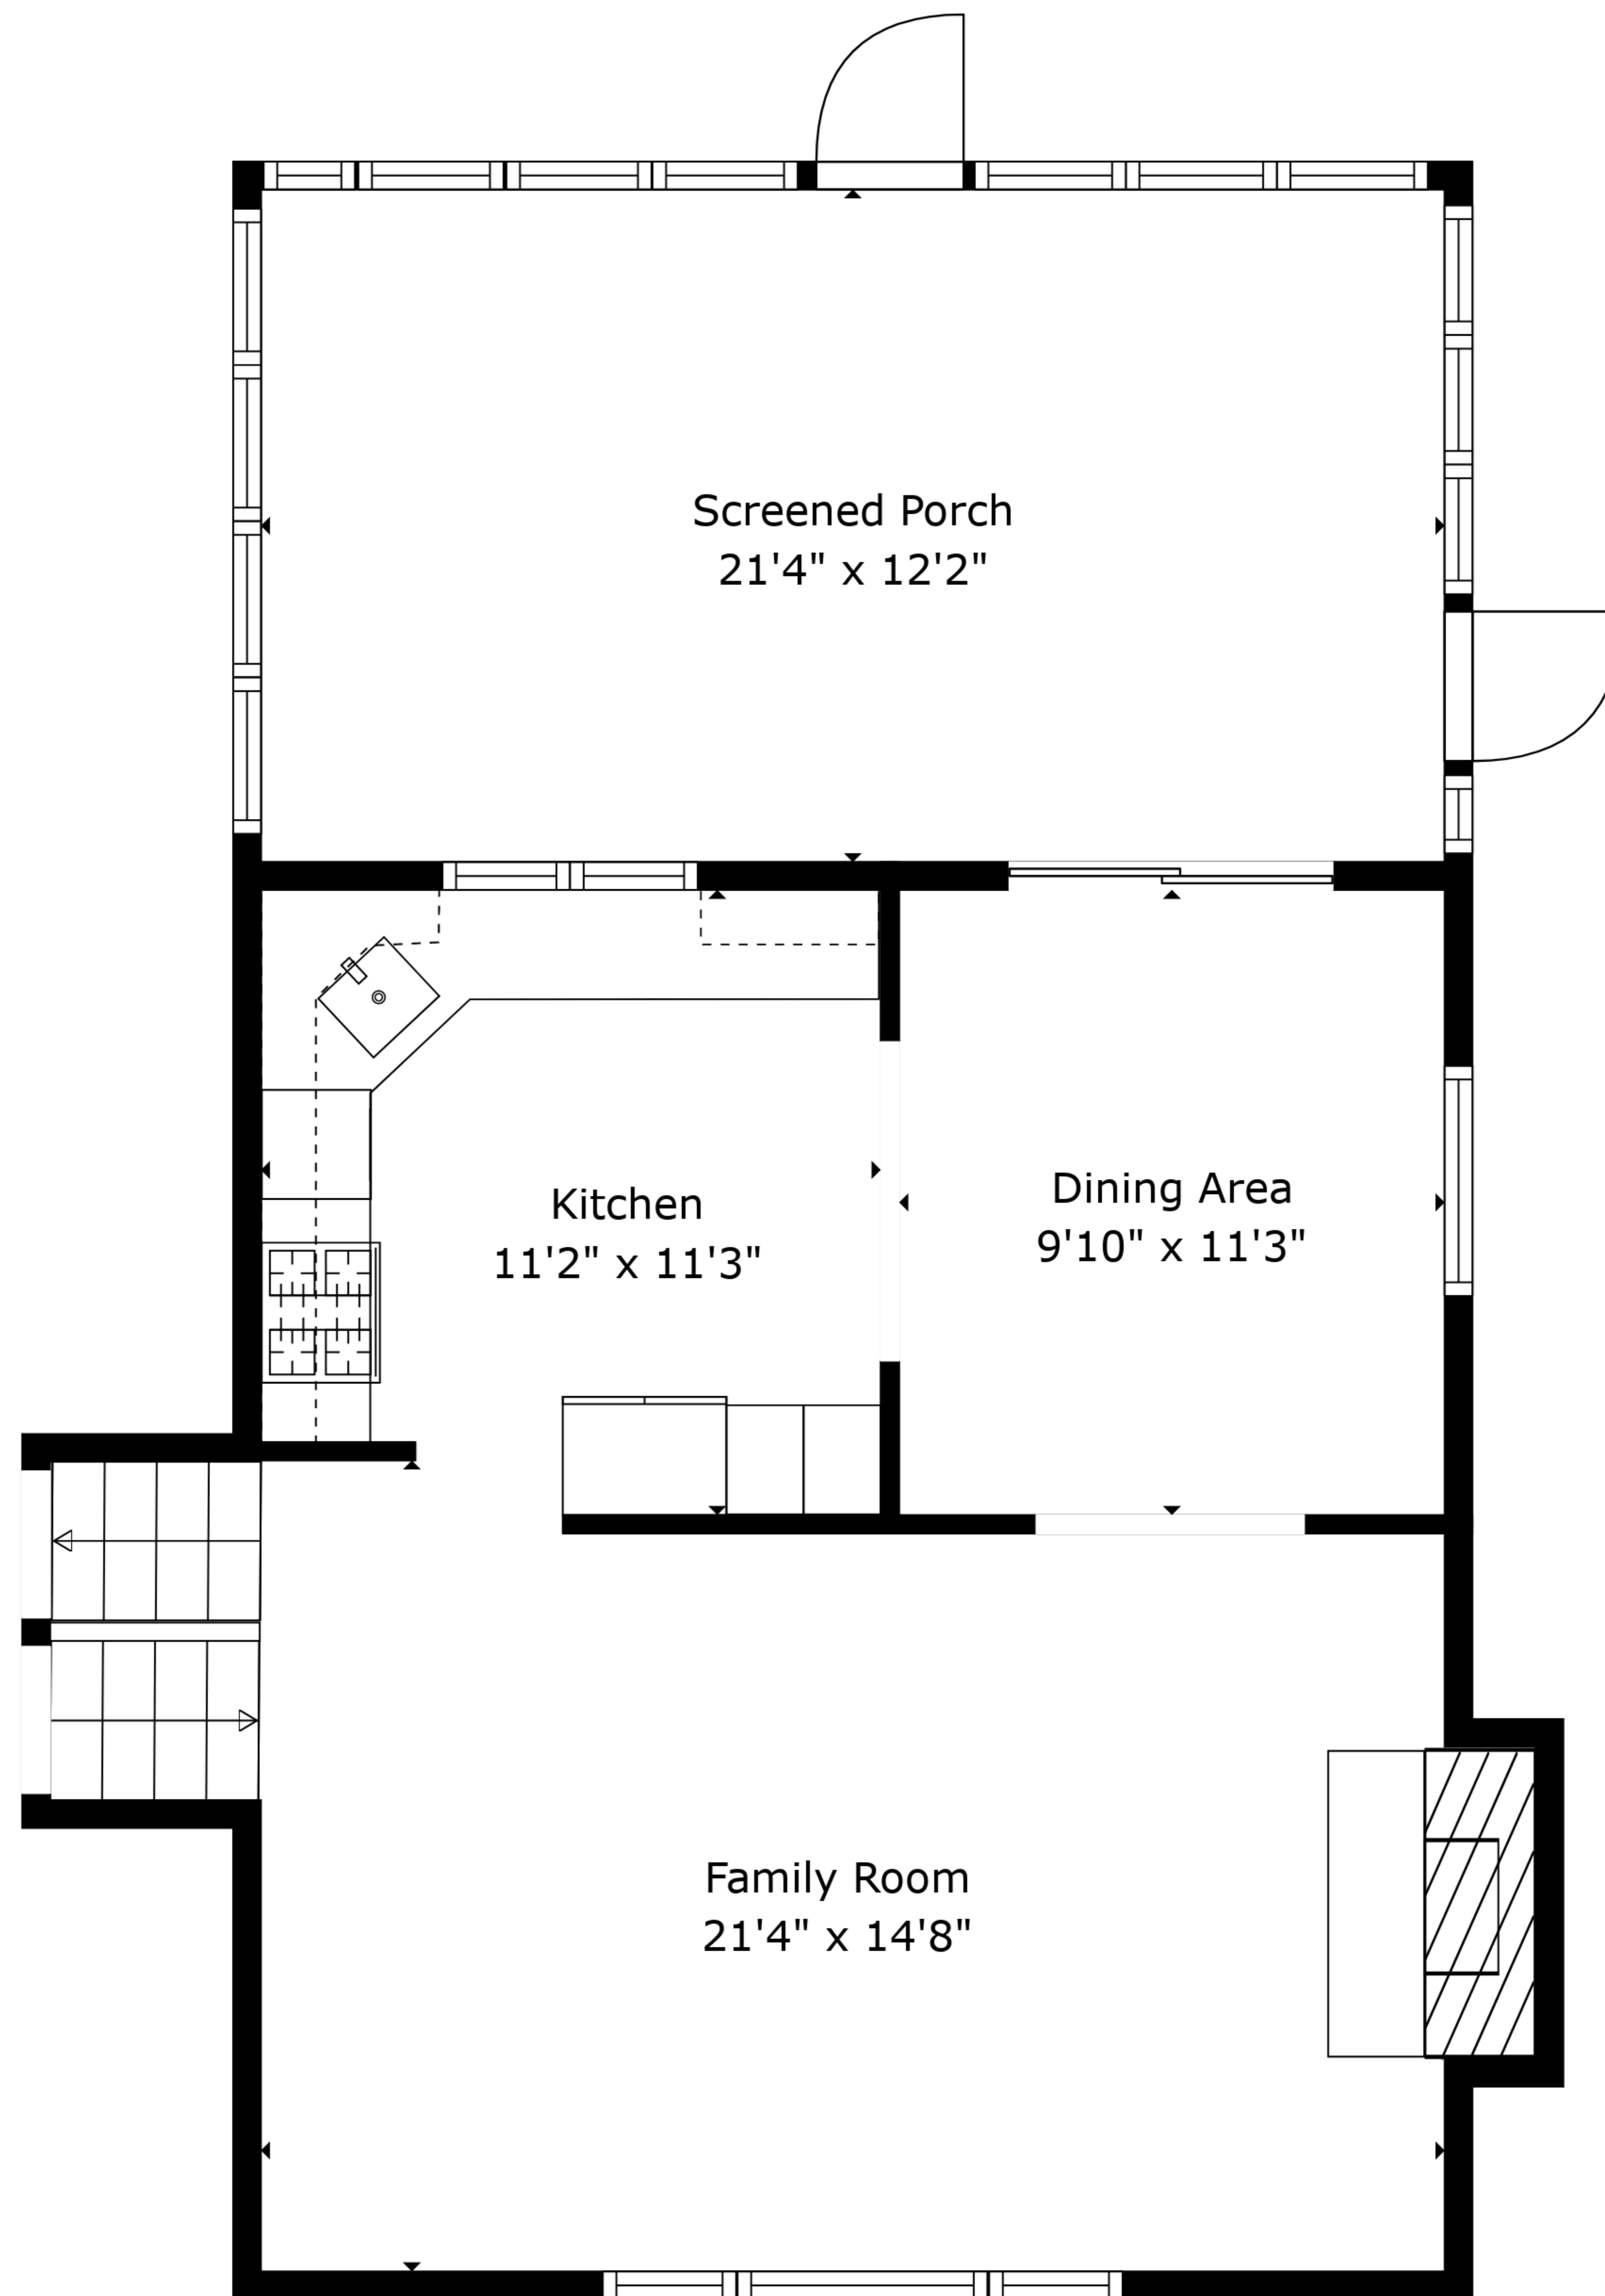 Screened Porch
21'4" x 12'2"
Kitchen
11'2" x 11'3"
Dining Area
9'10" x 11'3"
Family Room
21'4" x 14'8"